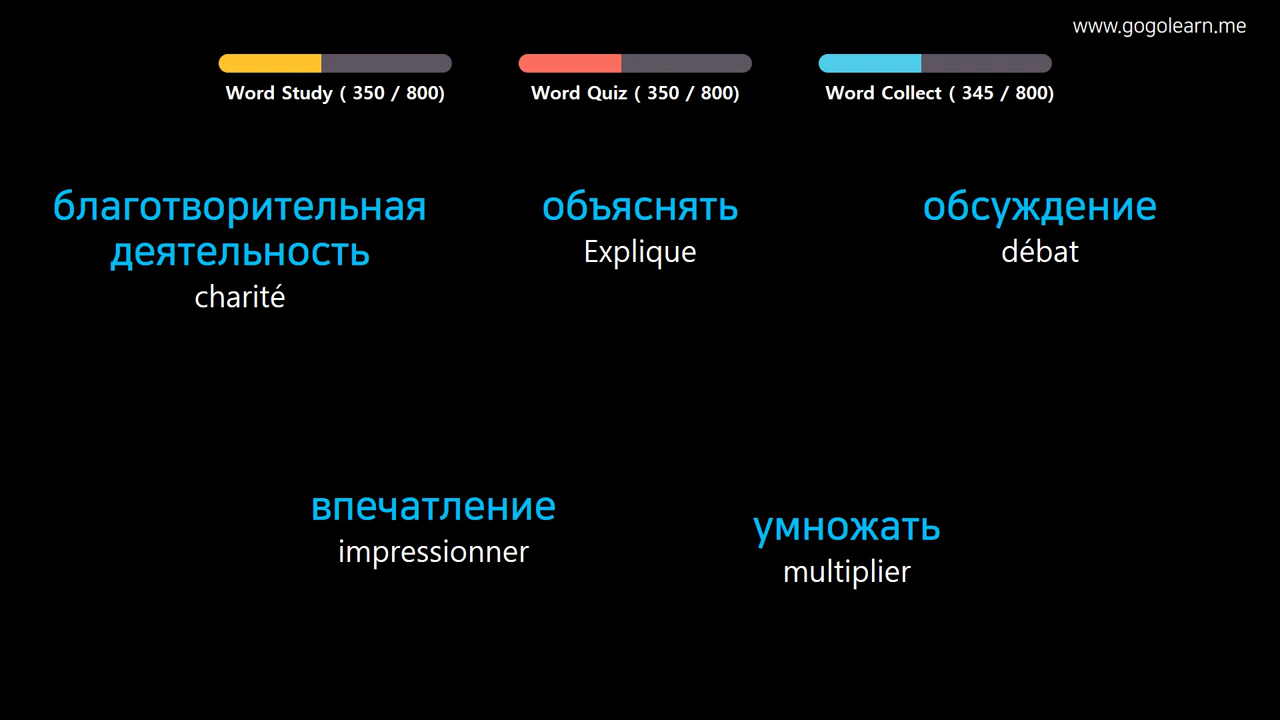 www.gogolearn.me
Word Study ( 350 / 800)
Word Quiz ( 350 / 800)
Word Collect ( 345 / 800)
благотворительная
деятельность
charité
объяснять
Explique
обсуждение
débat
впечатление
impressionner
умножать
multiplier